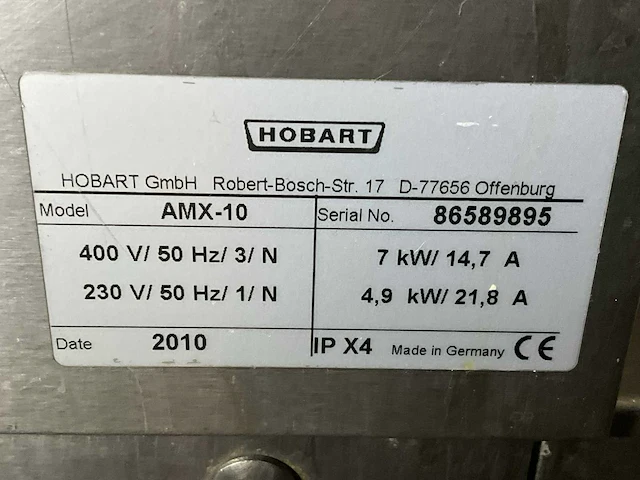 HOBART
HOBART GmbH Robert-Bosch-Str. 17 D-77656 Offenburg
Model AMX-10 Serial No. 86589895
400 V/ 50 Hz/ 3/ N 7 kW/ 14,7 A
230 V/ 50 Hz/ 1/ N 4,9 kW/ 21,8 A
Date 2010 IP X4 Made in Germany CE